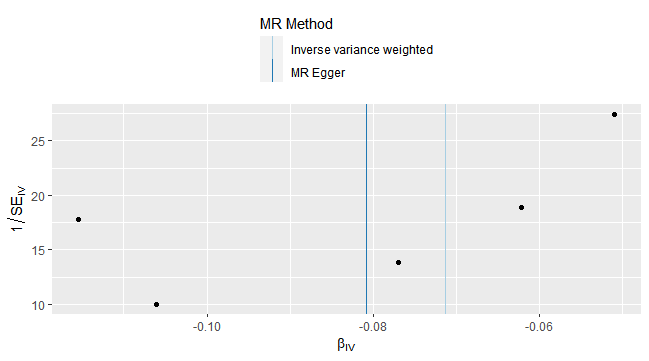 MR Method
Inverse variance weighted
MR Egger
25
20
15
10
1/SE_IV
-0.10
-0.08
-0.06
β_IV